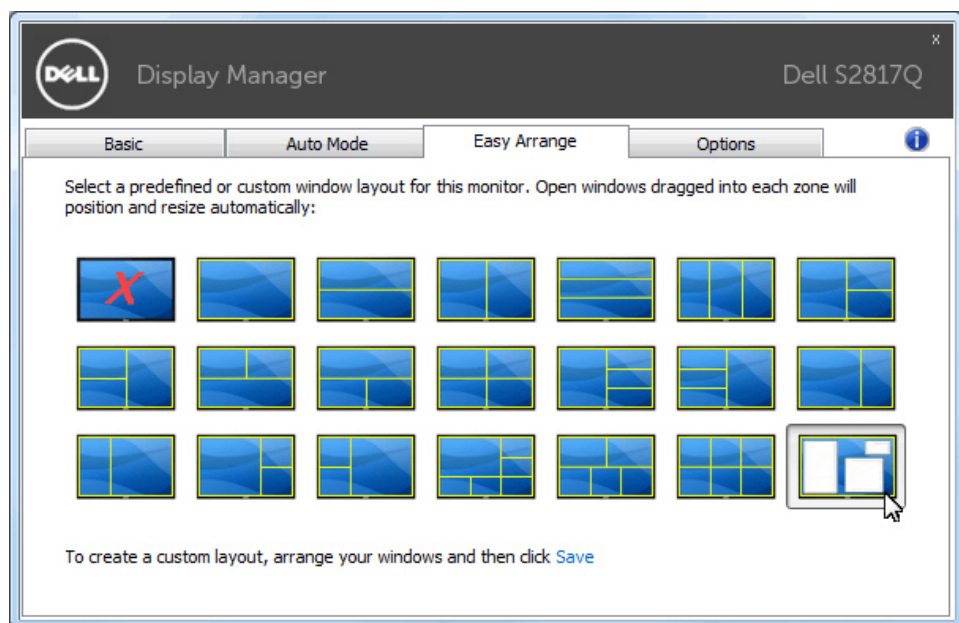 x
DELL Display Manager Dell S2817Q
Basic Auto Mode Easy Arrange Options i
Select a predefined or custom window layout for this monitor. Open windows dragged into each zone will
position and resize automatically:
X
To create a custom layout, arrange your windows and then click Save